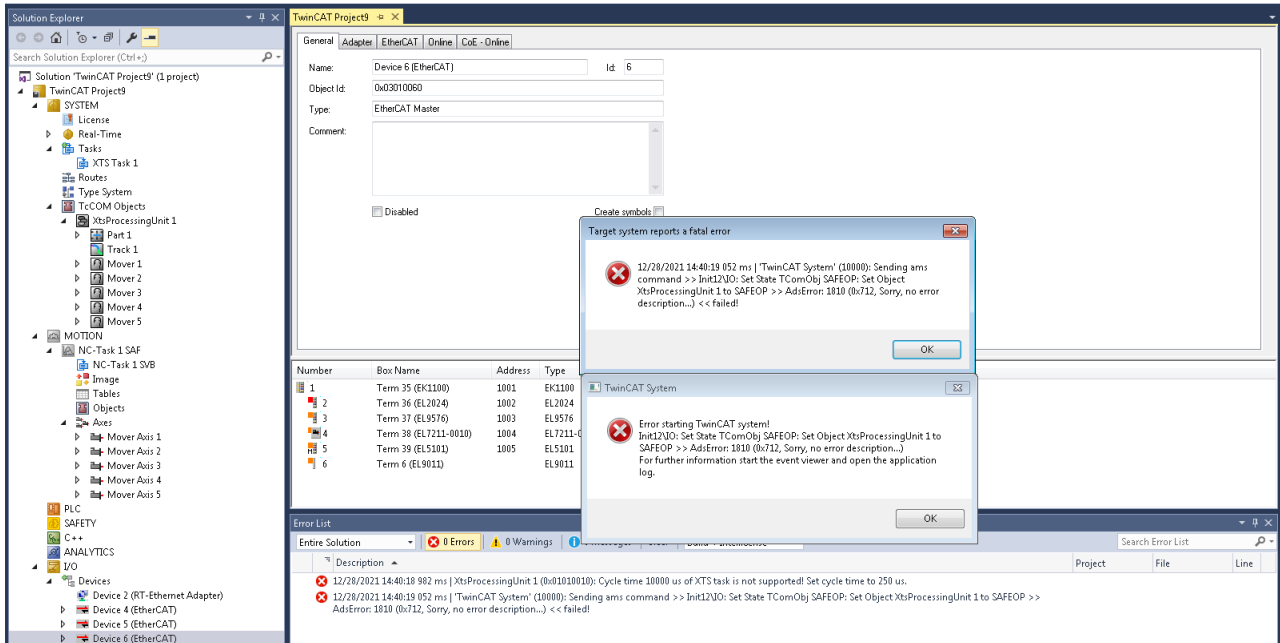 Solution Explorer
Search Solution Explorer (Ctrl+;)
Solution 'TwinCAT Project9' (1 project)
TwinCAT Project9
SYSTEM
License
Real-Time
Tasks
XTS Task 1
Routes
Type System
TcCOM Objects
XtsProcessingUnit 1
Part 1
Track 1
Mover 1
Mover 2
Mover 3
Mover 4
Mover 5
MOTION
NC-Task 1 SAF
NC-Task 1 SVB
Image
Tables
Objects
Axes
Mover Axis 1
Mover Axis 2
Mover Axis 3
Mover Axis 4
Mover Axis 5
PLC
SAFETY
C++
ANALYTICS
I/O
Devices
Device 2 (RT-Ethernet Adapter)
Device 4 (EtherCAT)
Device 5 (EtherCAT)
Device 6 (EtherCAT)
TwinCAT Project9
General Adapter EtherCAT Online CoE - Online
Name: Device 6 (EtherCAT) Id: 6
Object Id: 0x03010060
Type: EtherCAT Master
Comment:
Disabled Create symbols
Target system reports a fatal error
12/28/2021 14:40:19 052 ms | 'TwinCAT System' (10000): Sending ams
command >> Init12\IO: Set State TComObj SAFEOP: Set Object
XtsProcessingUnit 1 to SAFEOP >> AdsError: 1810 (0x712, Sorry, no error
description...) << failed!
OK
Number Box Name Address Type
1 Term 35 (EK1100) 1001 EK1100
2 Term 36 (EL2024) 1002 EL2024
3 Term 37 (EL9576) 1003 EL9576
4 Term 38 (EL7211-0010) 1004 EL7211-0
5 Term 39 (EL5101) 1005 EL5101
6 Term 6 (EL9011) EL9011
TwinCAT System
Error starting TwinCAT system!
Init12\IO: Set State TComObj SAFEOP: Set Object XtsProcessingUnit 1 to
SAFEOP >> AdsError: 1810 (0x712, Sorry, no error description...)
For further information start the event viewer and open the application
log.
OK
Error List
Entire Solution 0 Errors 0 Warnings Search Error List
Description Project File Line
12/28/2021 14:40:18 982 ms | XtsProcessingUnit 1 (0x01010010): Cycle time 10000 us of XTS task is not supported! Set cycle time to 250 us.
12/28/2021 14:40:19 052 ms | 'TwinCAT System' (10000): Sending ams command >> Init12\IO: Set State TComObj SAFEOP: Set Object XtsProcessingUnit 1 to SAFEOP >>
AdsError: 1810 (0x712, Sorry, no error description...) << failed!